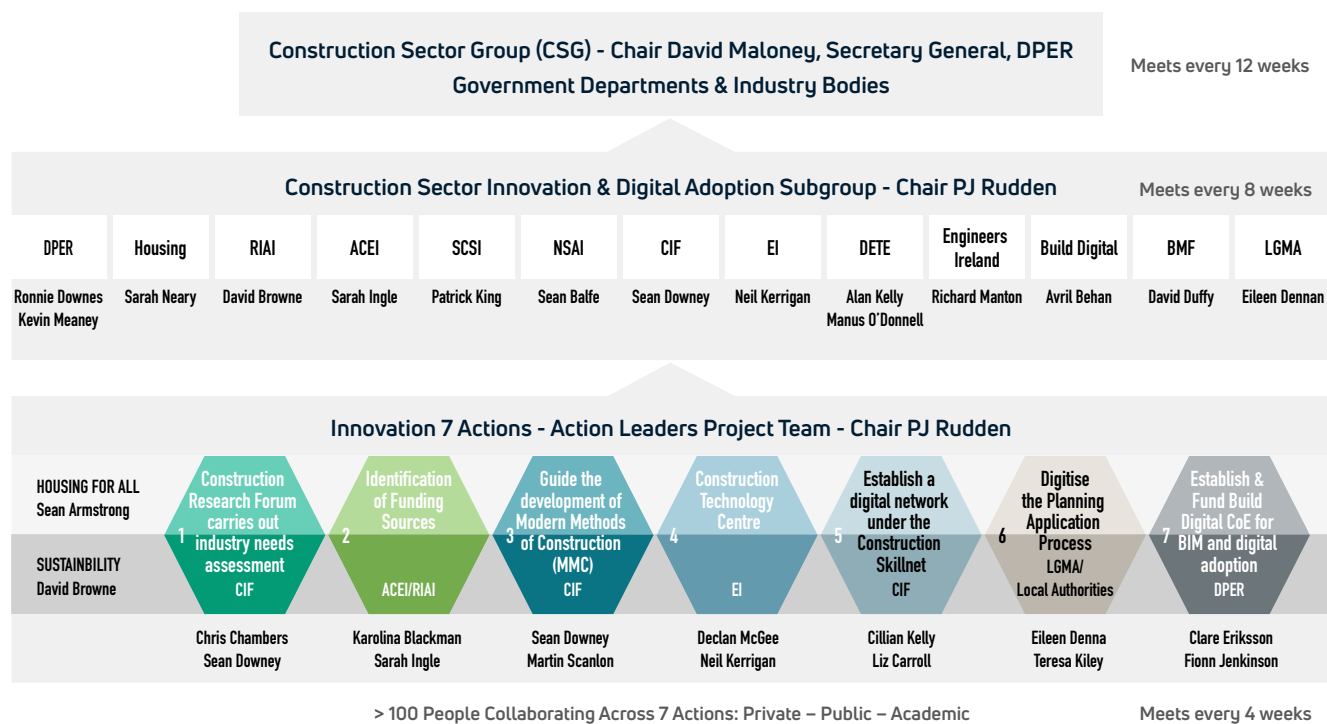 Construction Sector Group (CSG) - Chair David Maloney, Secretary General, DPER
Government Departments & Industry Bodies
Meets every 12 weeks
Construction Sector Innovation & Digital Adoption Subgroup - Chair PJ Rudden
Meets every 8 weeks
DPER
Ronnie Downes
Kevin Meaney
Housing
Sarah Neary
RIAI
David Browne
ACEI
Sarah Ingle
SCSI
Patrick King
NSAI
Sean Balfe
CIF
Sean Downey
EI
Neil Kerrigan
DETE
Alan Kelly
Manus O'Donnell
Engineers
Ireland
Richard Manton
Build Digital
Avril Behan
BMF
David Duffy
LGMA
Eileen Dennan
Innovation 7 Actions - Action Leaders Project Team - Chair PJ Rudden
HOUSING FOR ALL
Sean Armstrong
SUSTAINBILITY
David Browne
1
Construction
Research Forum
carries out
industry needs
assessment
CIF
Chris Chambers
Sean Downey
2
Identification
of Funding
Sources
ACEI/RIAI
Karolina Blackman
Sarah Ingle
3
Guide the
development of
Modern Methods
of Construction
(MMC)
CIF
Sean Downey
Martin Scanlon
4
Construction
Technology
Centre
EI
Declan McGee
Neil Kerrigan
5
Establish a
digital network
under the
Construction
Skillnet
CIF
Cillian Kelly
Liz Carroll
6
Digitise
the Planning
Application
Process
LGMA/
Local Authorities
Eileen Denna
Teresa Kiley
7
Establish &
Fund Build
Digital CoE for
BIM and digital
adoption
DPER
Clare Eriksson
Fionn Jenkinson
> 100 People Collaborating Across 7 Actions: Private – Public – Academic
Meets every 4 weeks